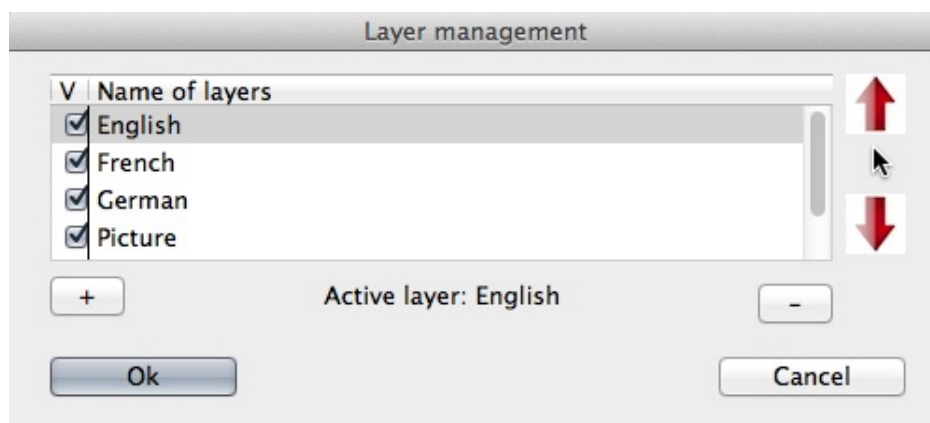 Layer management
V Name of layers
English
French
German
Picture
+ Active layer: English -
Ok Cancel